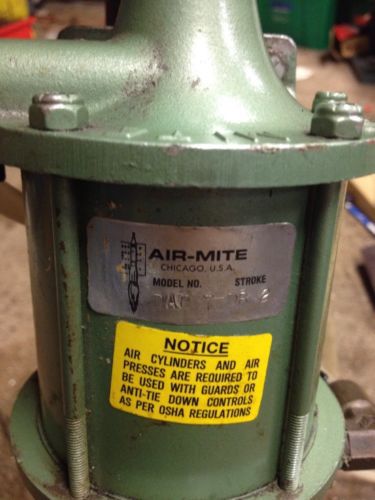 AIR-MITE
CHICAGO, U.S.A.
MODEL NO. STROKE
NOTICE
AIR CYLINDERS AND AIR
PRESSES ARE REQUIRED TO
BE USED WITH GUARDS OR
ANTI-TIE DOWN CONTROLS
AS PER OSHA REGULATIONS